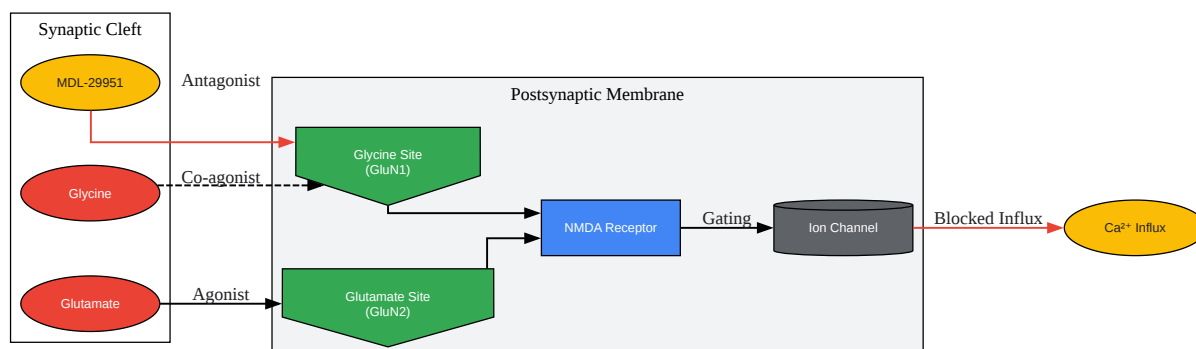 Synaptic Cleft
MDL-29951
Antagonist
Postsynaptic Membrane
Glycine Site
(GluN1)
Glycine
Co-agonist
NMDA Receptor
Gating
Ion Channel
Blocked Influx
Ca²⁺ Influx
Glutamate
Agonist
Glutamate Site
(GluN2)